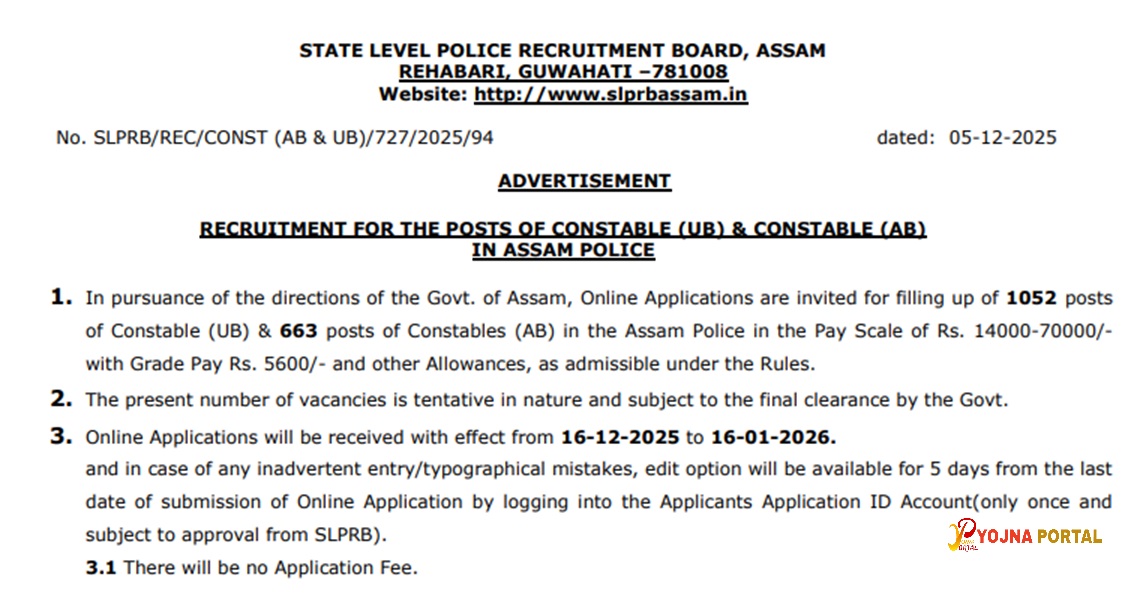 STATE LEVEL POLICE RECRUITMENT BOARD, ASSAM
REHABARI, GUWAHATI –781008
Website: http://www.slprbassam.in
No. SLPRB/REC/CONST (AB & UB)/727/2025/94 dated: 05-12-2025
ADVERTISEMENT
RECRUITMENT FOR THE POSTS OF CONSTABLE (UB) & CONSTABLE (AB)
IN ASSAM POLICE
1. In pursuance of the directions of the Govt. of Assam, Online Applications are invited for filling up of 1052 posts
of Constable (UB) & 663 posts of Constables (AB) in the Assam Police in the Pay Scale of Rs. 14000-70000/-
with Grade Pay Rs. 5600/- and other Allowances, as admissible under the Rules.
2. The present number of vacancies is tentative in nature and subject to the final clearance by the Govt.
3. Online Applications will be received with effect from 16-12-2025 to 16-01-2026.
and in case of any inadvertent entry/typographical mistakes, edit option will be available for 5 days from the last
date of submission of Online Application by logging into the Applicants Application ID Account(only once and
subject to approval from SLPRB).
YOJNA PORTAL
3.1 There will be no Application Fee.